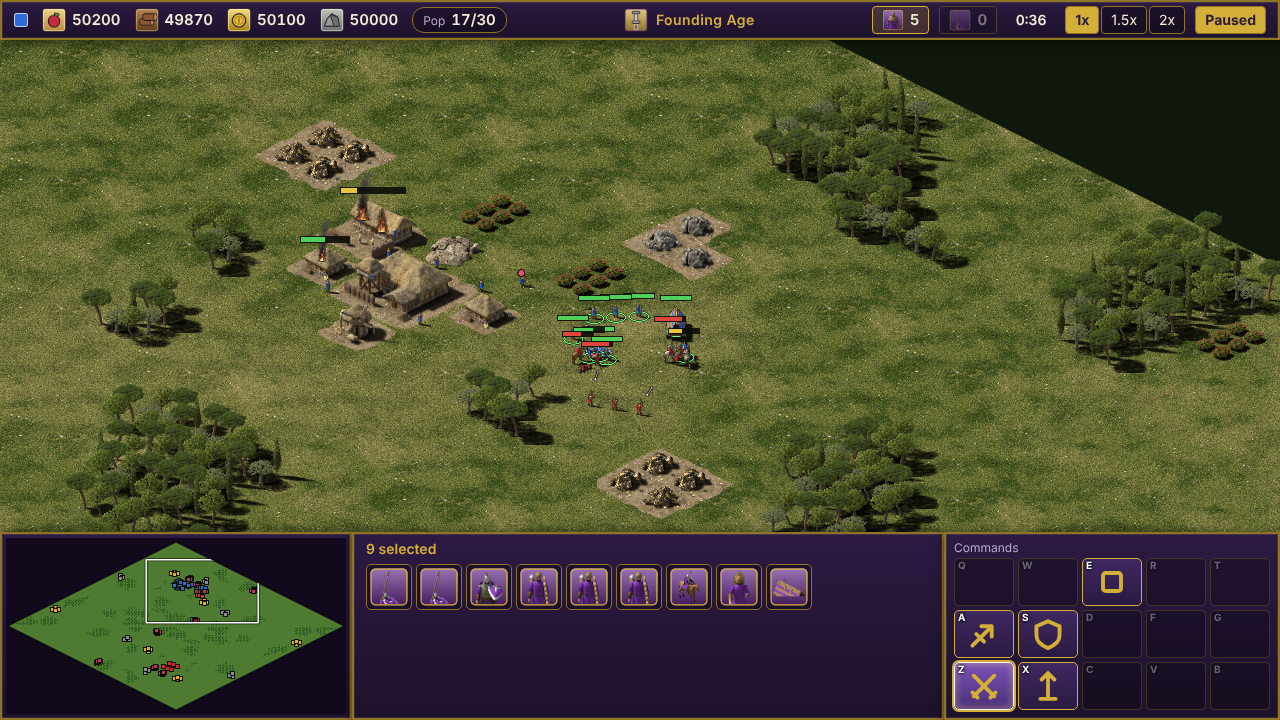 50200 49870 50100 50000 Pop 17/30 Founding Age 5 0 0:36 1x 1.5x 2x Paused
9 selected
Commands
Q W E R T
A S D F G
Z X C V B